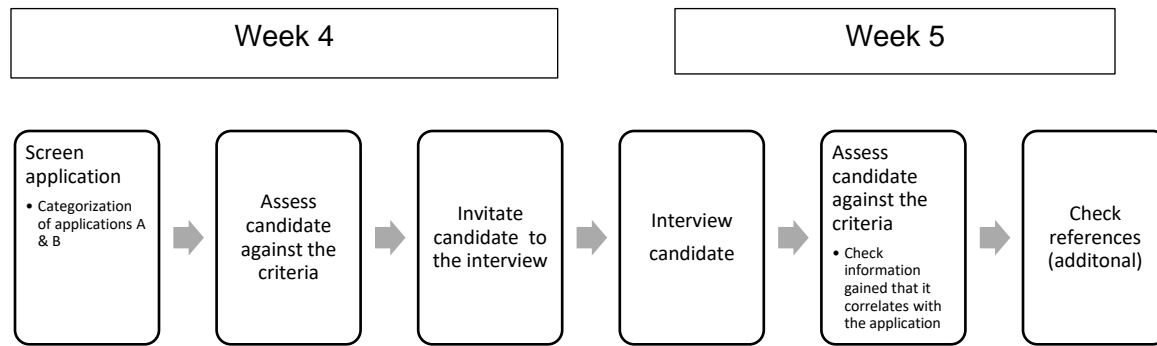 Week 4
Week 5
Screen
application
• Categorization
of applications A
& B
Assess
candidate
against the
criteria
Invitate
candidate to
the interview
Interview
candidate
Assess
candidate
against the
criteria
• Check
information
gained that it
correlates with
the application
Check
references
(additonal)